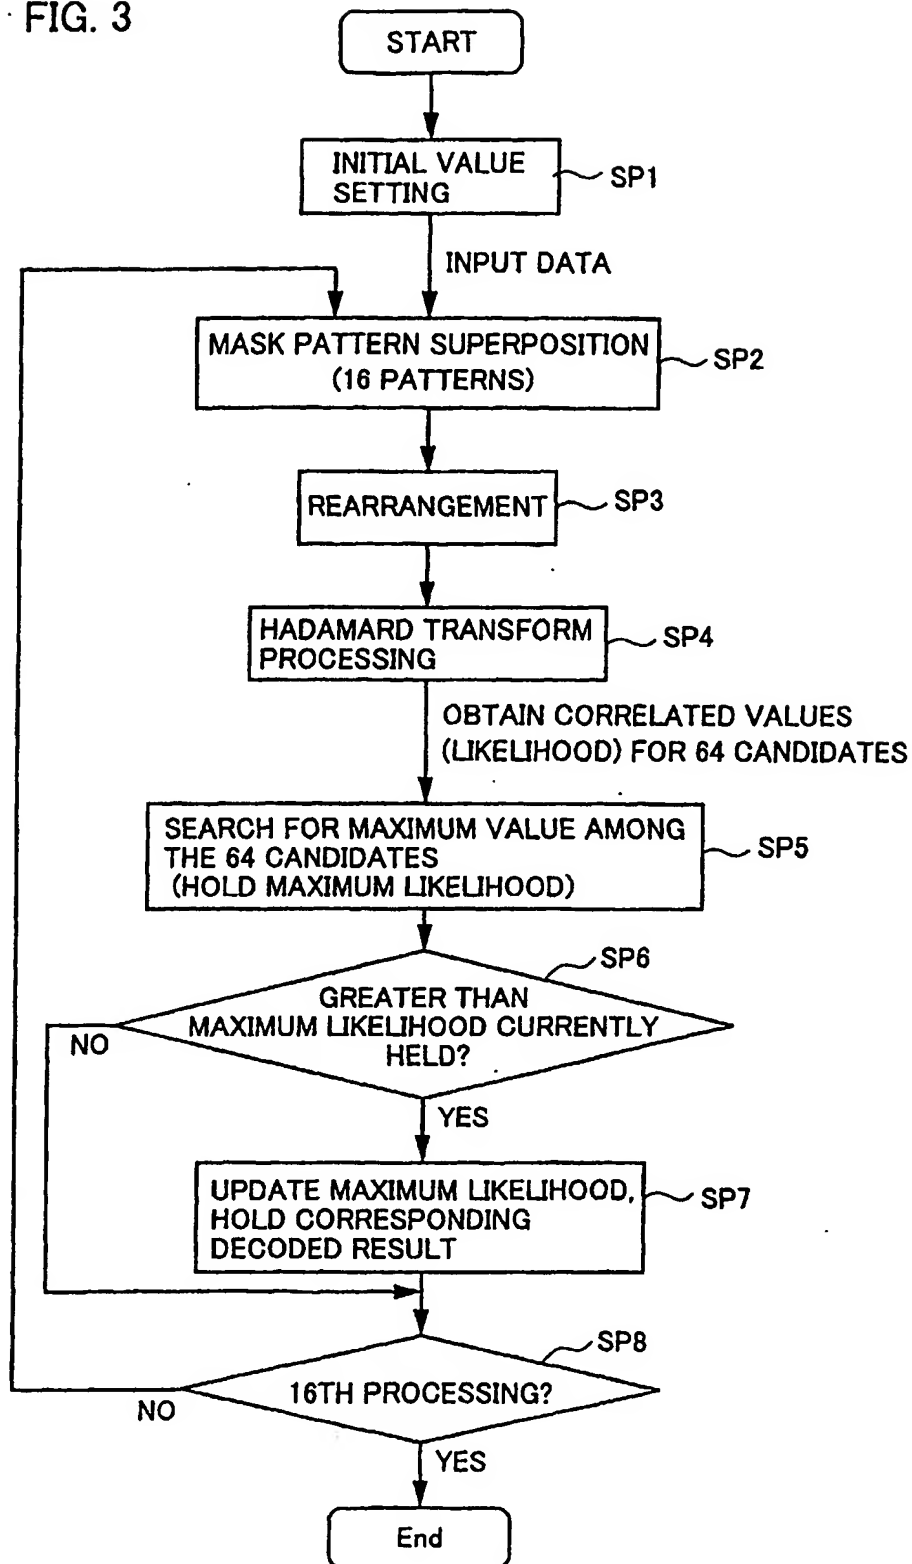 FIG. 3
START
INITIAL VALUE
SETTING
SP1
INPUT DATA
MASK PATTERN SUPERPOSITION
(16 PATTERNS)
SP2
REARRANGEMENT
SP3
HADAMARD TRANSFORM
PROCESSING
SP4
OBTAIN CORRELATED VALUES
(LIKELIHOOD) FOR 64 CANDIDATES
SEARCH FOR MAXIMUM VALUE AMONG
THE 64 CANDIDATES
(HOLD MAXIMUM LIKELIHOOD)
SP5
SP6
GREATER THAN
MAXIMUM LIKELIHOOD CURRENTLY
HELD?
NO
YES
UPDATE MAXIMUM LIKELIHOOD,
HOLD CORRESPONDING
DECODED RESULT
SP7
SP8
16TH PROCESSING?
NO
YES
End